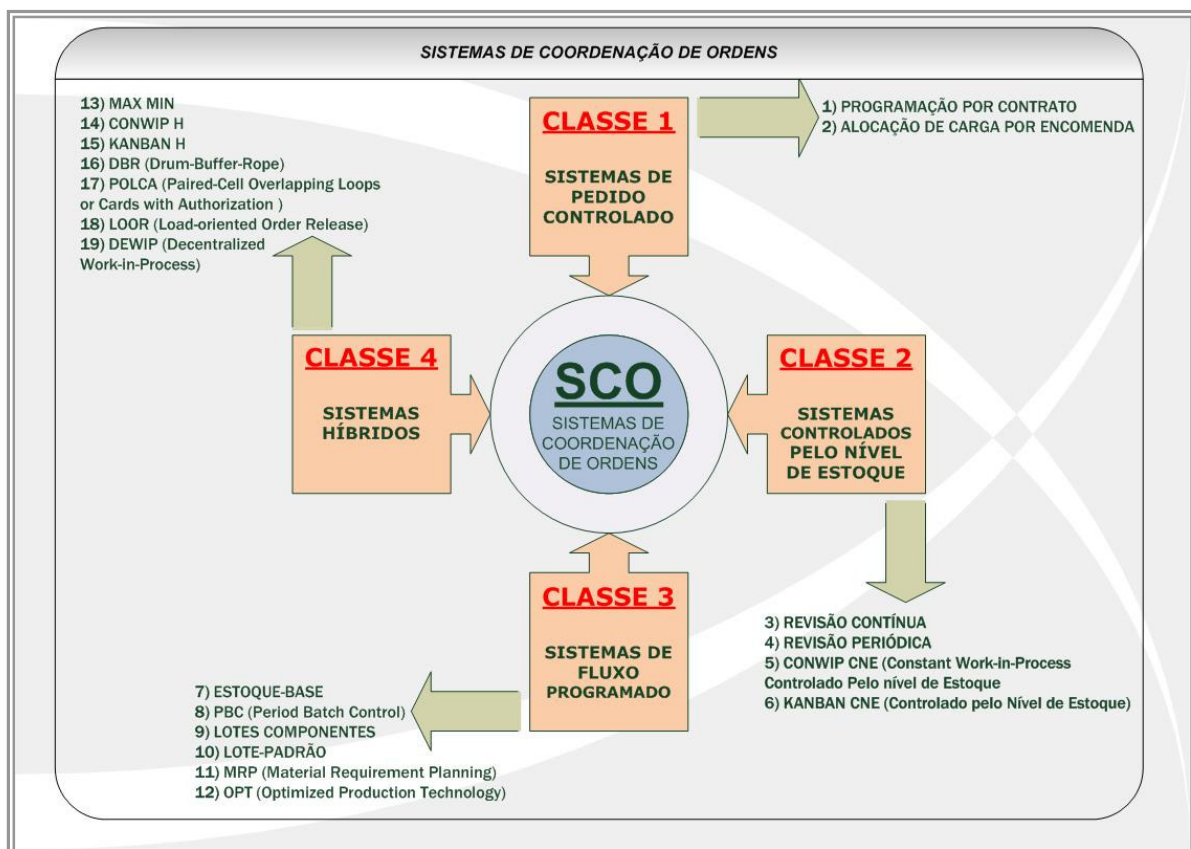 SISTEMAS DE COORDENAÇÃO DE ORDENS
CLASSE 1
SISTEMAS DE
PEDIDO
CONTROLADO
1) PROGRAMAÇÃO POR CONTRATO
2) ALOCAÇÃO DE CARGA POR ENCOMENDA
13) MAX MIN
14) CONWIP H
15) KANBAN H
16) DBR (Drum-Buffer-Rope)
17) POLCA (Paired-Cell Overlapping Loops
or Cards with Authorization )
18) LOOR (Load-oriented Order Release)
19) DEWIP (Decentralized
Work-in-Process)
CLASSE 4
SISTEMAS
HÍBRIDOS
SCO
SISTEMAS DE
COORDENAÇÃO
DE ORDENS
CLASSE 2
SISTEMAS
CONTROLADOS
PELO NÍVEL
DE ESTOQUE
3) REVISÃO CONTÍNUA
4) REVISÃO PERIÓDICA
5) CONWIP CNE (Constant Work-in-Process
Controlado Pelo nível de Estoque
6) KANBAN CNE (Controlado pelo Nível de Estoque)
CLASSE 3
SISTEMAS DE
FLUXO
PROGRAMADO
7) ESTOQUE-BASE
8) PBC (Period Batch Control)
9) LOTES COMPONENTES
10) LOTE-PADRÃO
11) MRP (Material Requirement Planning)
12) OPT (Optimized Production Technology)